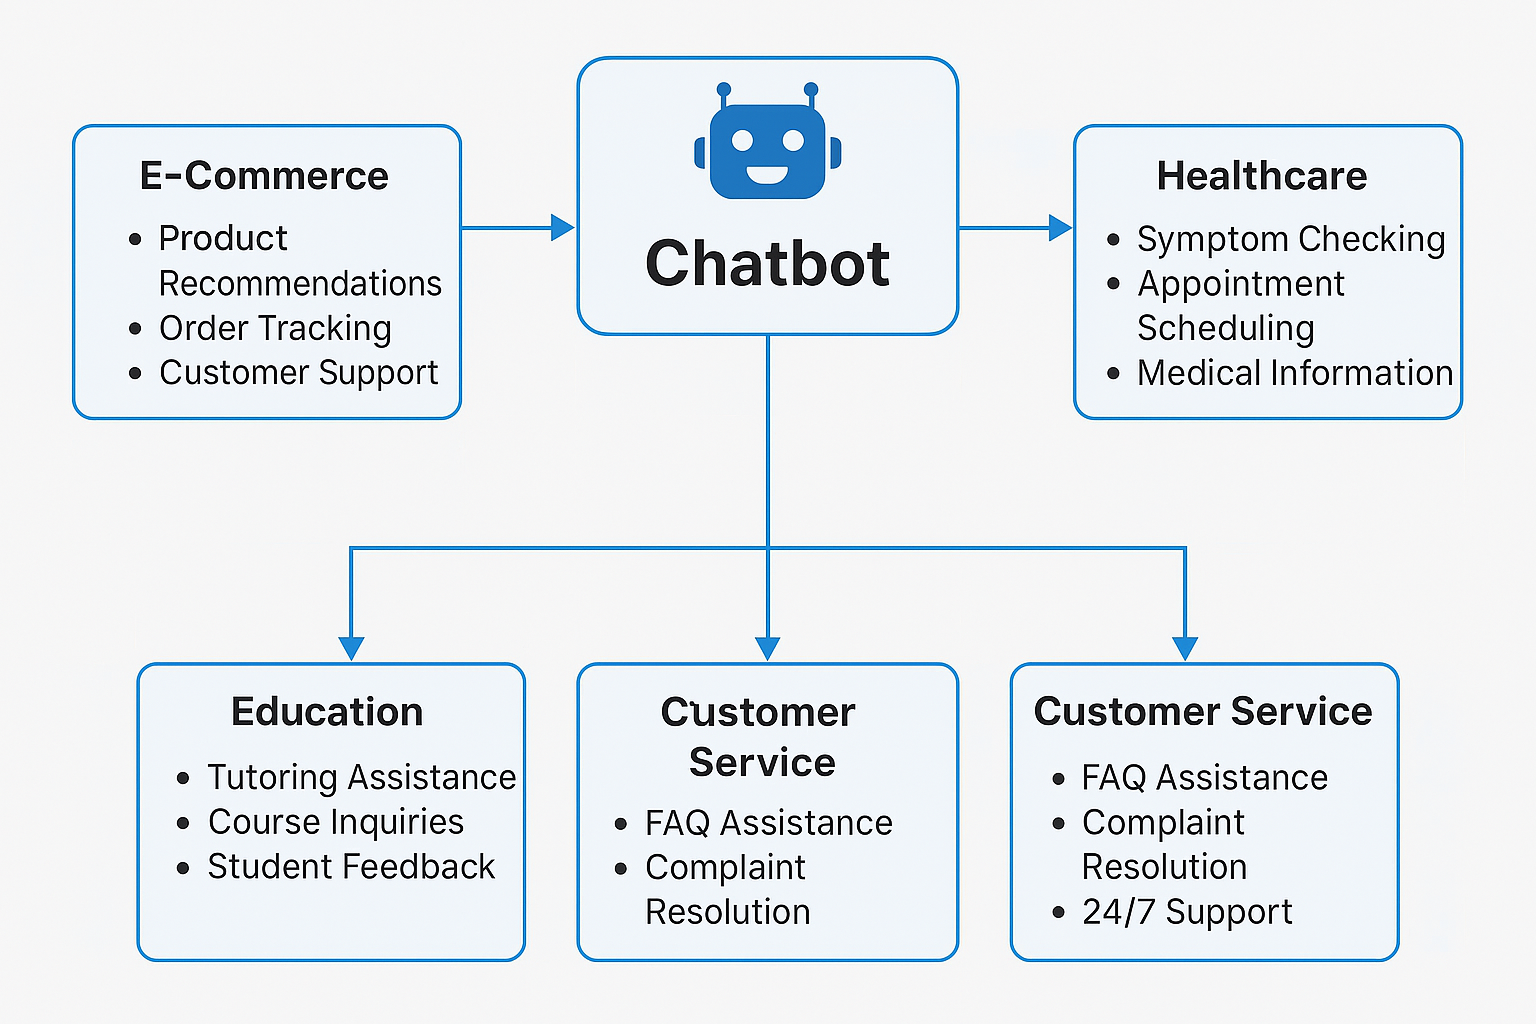 E-Commerce
• Product
Recommendations
• Order Tracking
• Customer Support
Chatbot
Healthcare
• Symptom Checking
• Appointment
Scheduling
• Medical Information
Education
• Tutoring Assistance
• Course Inquiries
• Student Feedback
Customer
Service
• FAQ Assistance
• Complaint
Resolution
Customer Service
• FAQ Assistance
• Complaint
Resolution
• 24/7 Support